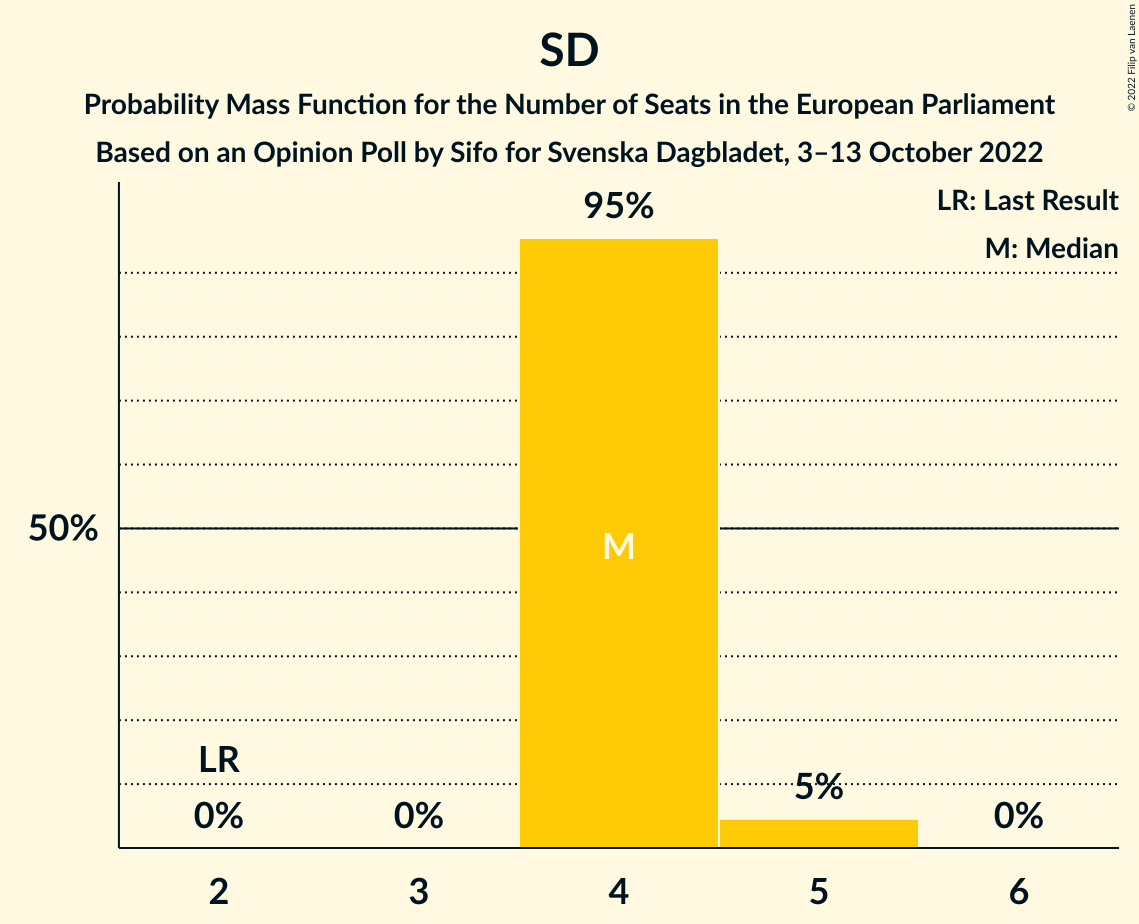 SD
Probability Mass Function for the Number of Seats in the European Parliament
Based on an Opinion Poll by Sifo for Svenska Dagbladet, 3–13 October 2022
© 2022 Filip van Laenen
LR: Last Result
M: Median
95%
50%
M
LR
0%
0%
5%
0%
2
3
4
5
6